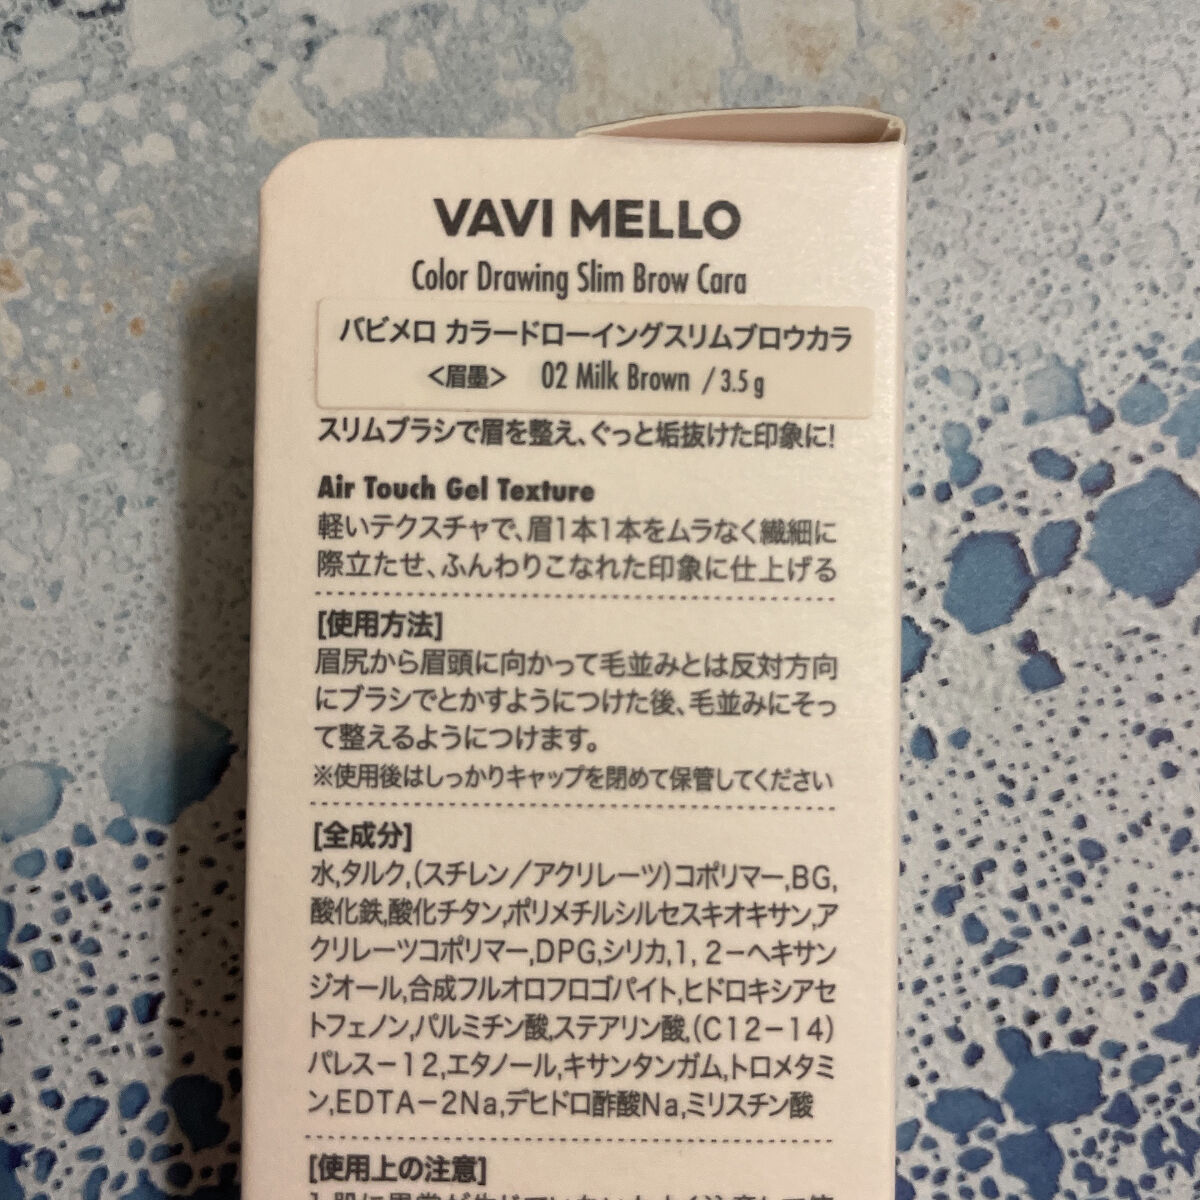 VAVI MELLO
Color Drawing Slim Brow Cara
バビメロ カラードローイングスリムブロウカラ
<眉墨> 02 Milk Brown / 3.5 g
スリムブラシで眉を整え、ぐっと垢抜けた印象に!
Air Touch Gel Texture
軽いテクスチャで、眉1本1本をムラなく繊細に
際立たせ、ふんわりこなれた印象に仕上げる
[使用方法]
眉尻から眉頭に向かって毛並みとは反対方向
にブラシでとかすようにつけた後、毛並みにそっ
て整えるようにつけます。
※使用後はしっかりキャップを閉めて保管してください
[全成分]
水,タルク,(スチレン/アクリレーツ)コポリマー,BG,
酸化鉄,酸化チタン,ポリメチルシルセスキオキサン,ア
クリレーツコポリマー,DPG,シリカ,1,2-ヘキサン
ジオール,合成フルオロフロゴパイト,ヒドロキシアセ
トフェノン,パルミチン酸,ステアリン酸,(C12-14)
パレス-12,エタノール,キサンタンガム,トロメタミ
ン,EDTA-2Na,デヒドロ酢酸Na,ミリスチン酸
[使用上の注意]